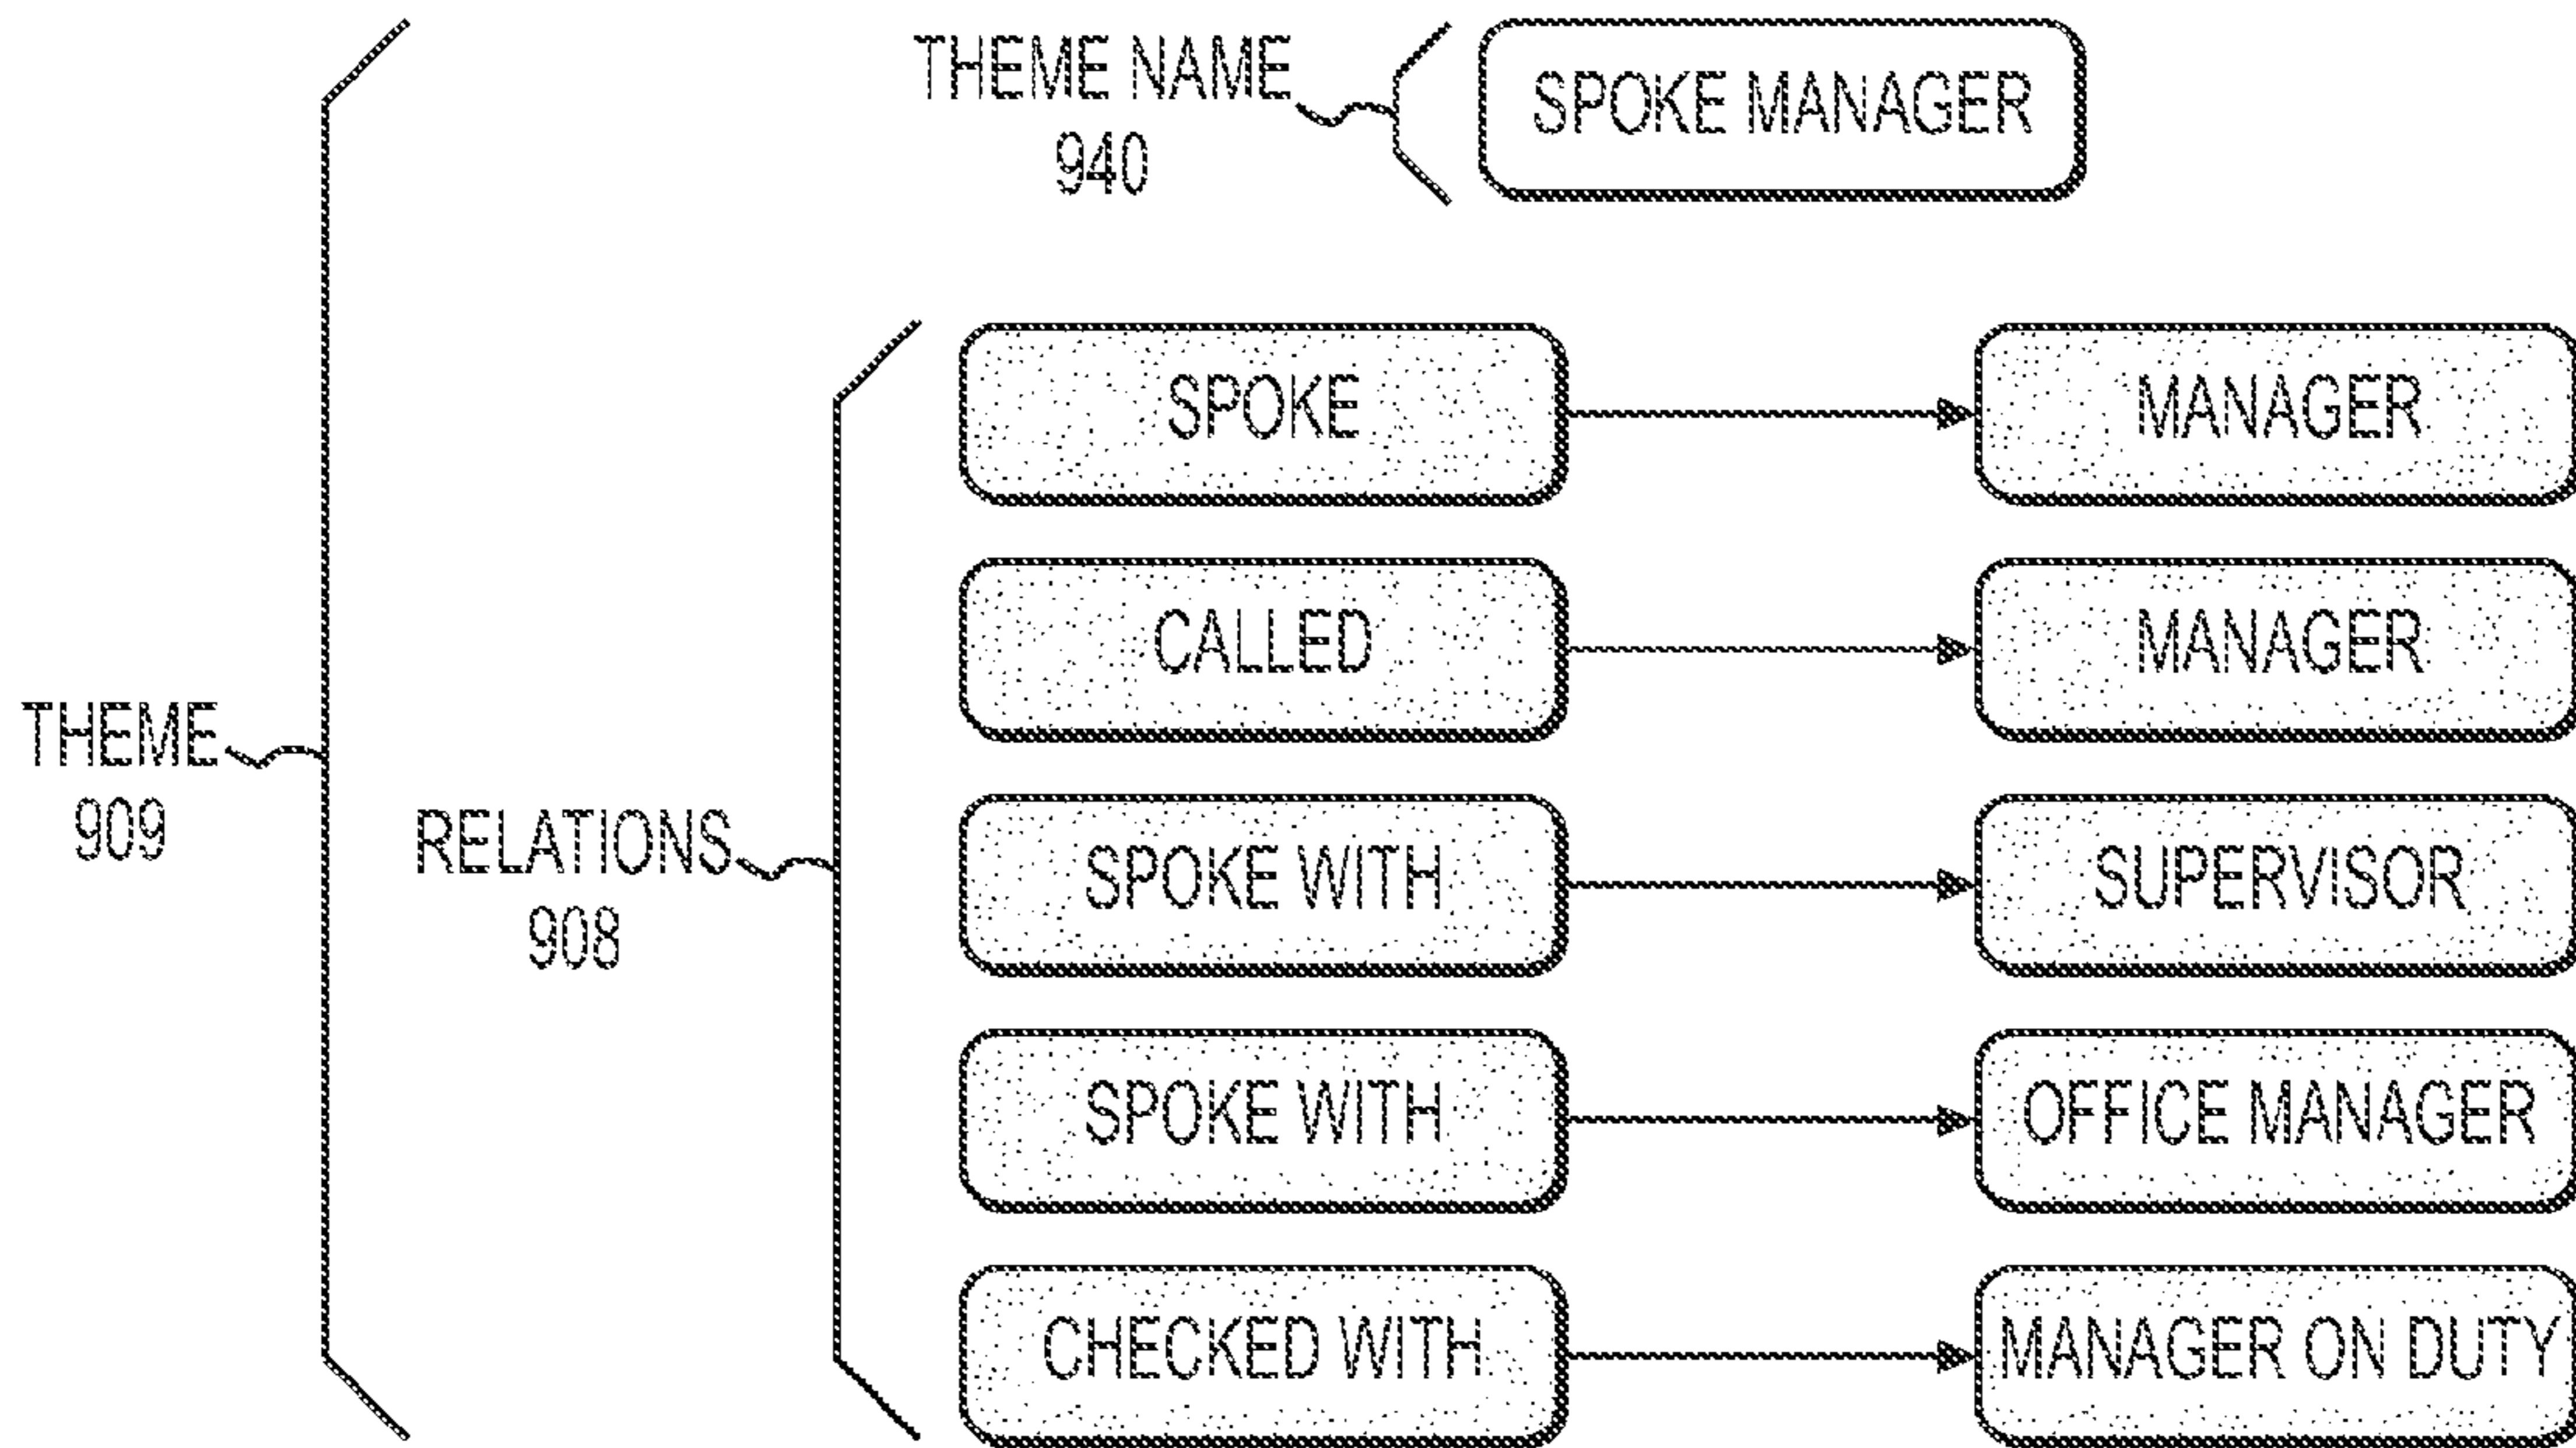 THEME NAME
940
SPOKE MANAGER
SPOKE
MANAGER
CALLED
MANAGER
THEME
909
RELATIONS
908
SPOKE WITH
SUPERVISOR
SPOKE WITH
OFFICE MANAGER
CHECKED WITH
MANAGER ON DUTY